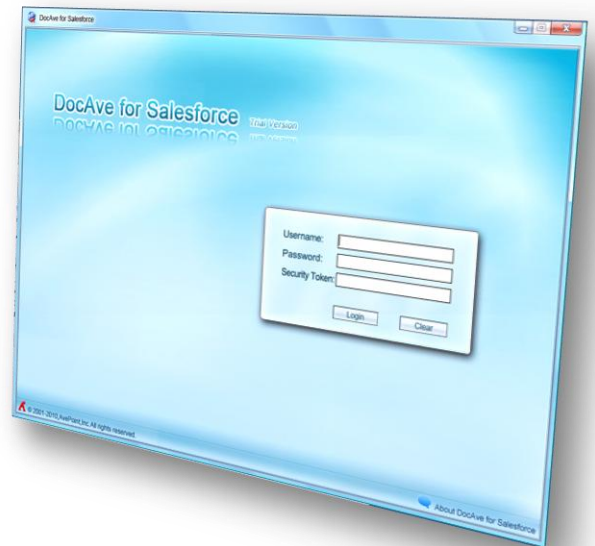 DocAve for Salesforce
DocAve for Salesforce Trial Version
Username:
Password:
Security Token:
Login Clear
© 2001-2010,AvePoint,Inc.All rights reserved.
About DocAve for Salesforce